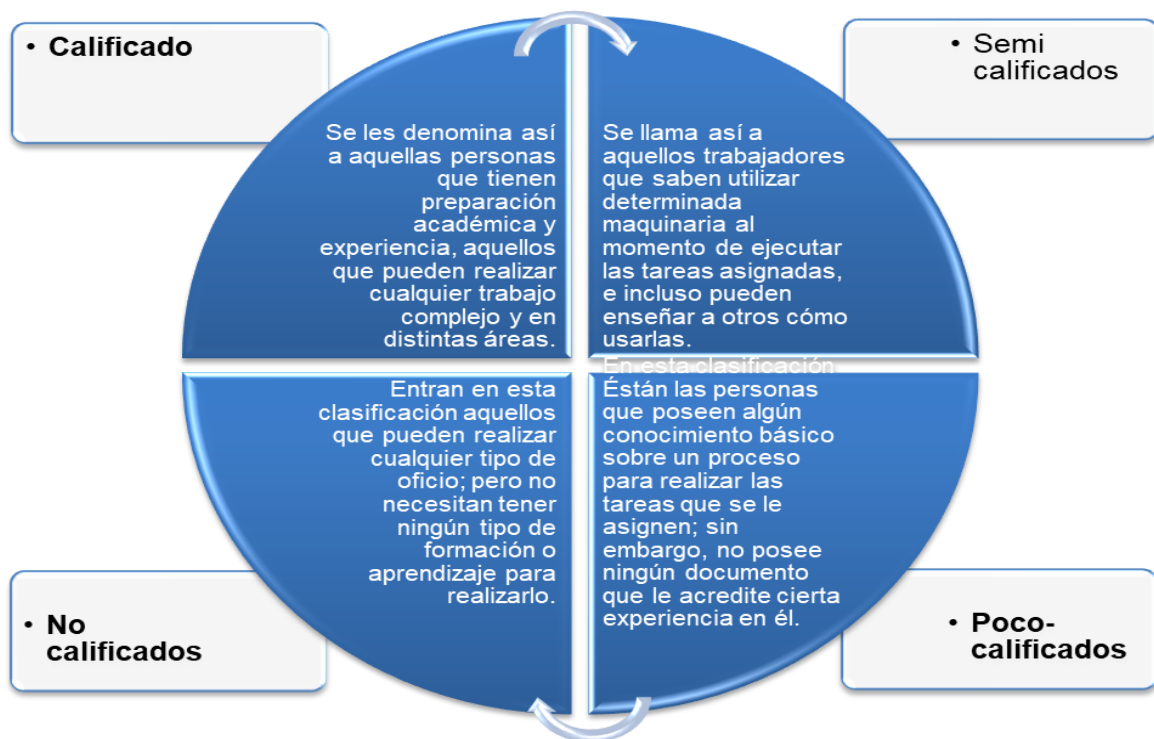 • Calificado
Se les denomina así
a aquellas personas
que tienen
preparación
académica y
experiencia, aquellos
que pueden realizar
cualquier trabajo
complejo y en
distintas áreas.
• Semi
calificados
Se llama así a
aquellos trabajadores
que saben utilizar
determinada
maquinaria al
momento de ejecutar
las tareas asignadas,
e incluso pueden
enseñar a otros cómo
usarlas.
Entran en esta
clasificación aquellos
que pueden realizar
cualquier tipo de
oficio; pero no
necesitan tener
ningún tipo de
formación o
aprendizaje para
realizarlo.
• No
calificados
En esta clasificación
Éstán las personas
que poseen algún
conocimiento básico
sobre un proceso
para realizar las
tareas que se le
asignen; sin
embargo, no posee
ningún documento
que le acredite cierta
experiencia en él.
• Poco-
calificados